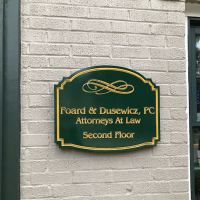 Foard & Dusewicz, PC
Attorneys At Law
Second Floor